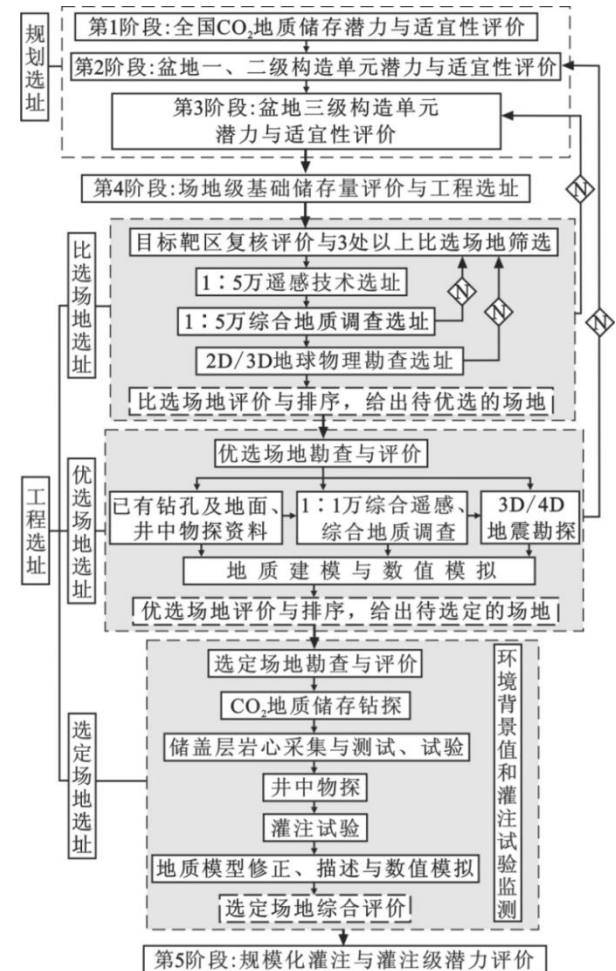 规划选址
第1阶段:全国CO₂地质储存潜力与适宜性评价
第2阶段:盆地一、二级构造单元潜力与适宜性评价
第3阶段:盆地三级构造单元
潜力与适宜性评价
第4阶段:场地级基础储存量评价与工程选址
N
N
N
N
工程选址
比选场地选址
目标靶区复核评价与3处以上比选场地筛选
1:5万遥感技术选址
1:5万综合地质调查选址
2D/3D地球物理勘查选址
比选场地评价与排序，给出待优选的场地
优选场地选址
优选场地勘查与评价
已有钻孔及地面、
井中物探资料
1:1万综合遥感、
综合地质调查
3D/4D
地震勘探
地质建模与数值模拟
优选场地评价与排序，给出待选定的场地
选定场地选址
选定场地勘查与评价
CO₂地质储存钻探
储盖层岩心采集与测试、试验
井中物探
灌注试验
地质模型修正、描述与数值模拟
选定场地综合评价
环境背景值和灌注试验监测
第5阶段:规模化灌注与灌注级潜力评价